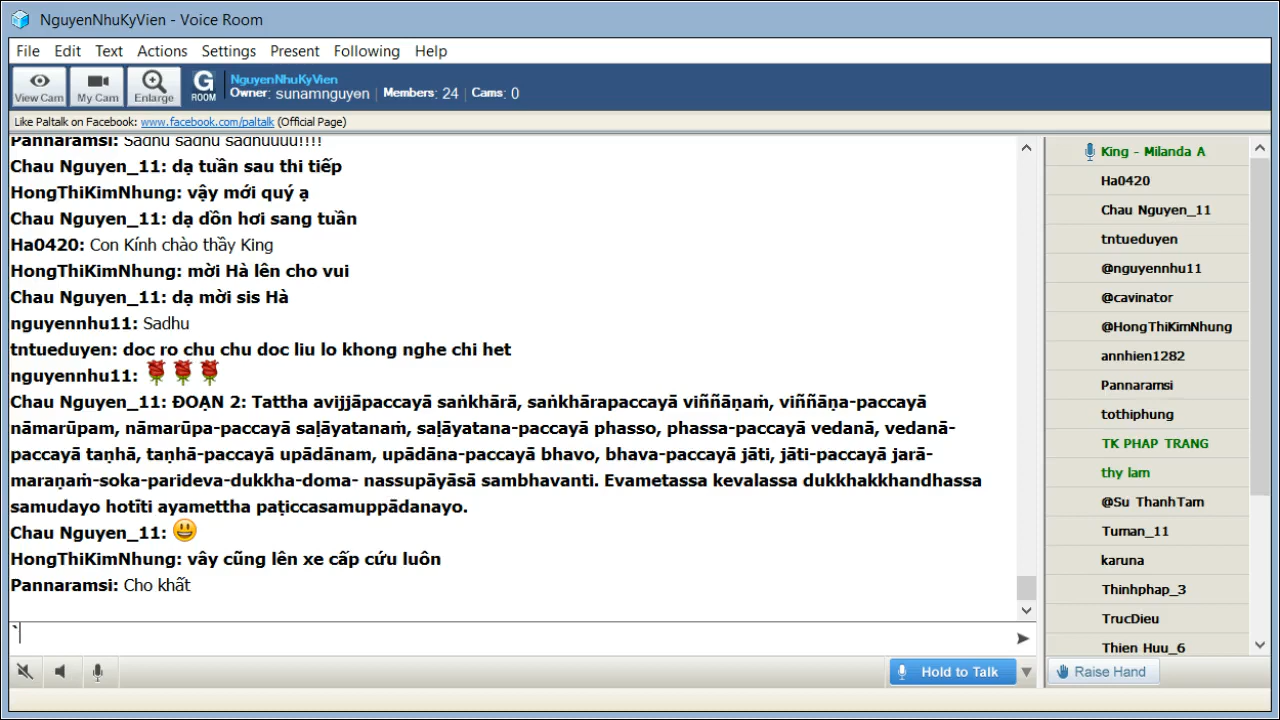 NguyenNhuKyVien - Voice Room
File Edit Text Actions Settings Present Following Help
View Cam My Cam Enlarge G ROOM
NguyenNhuKyVien
Owner: sunamnguyen | Members: 24 | Cams: 0
Like Paltalk on Facebook: www.facebook.com/paltalk (Official Page)
Pannaramsi: Sadhu sadhu sadhuuuu!!!!
Chau Nguyen_11: dạ tuần sau thi tiếp
HongThiKimNhung: vậy mới quý ạ
Chau Nguyen_11: dạ dồn hơi sang tuần
Ha0420: Con Kính chào thầy King
HongThiKimNhung: mời Hà lên cho vui
Chau Nguyen_11: dạ mời sis Hà
nguyennhu11: Sadhu
tntueduyen: doc ro chu chu doc liu lo khong nghe chi het
nguyennhu11:
Chau Nguyen_11: ĐOẠN 2: Tattha avijjāpaccayā saṅkhārā, saṅkhārapaccayā viññāṇaṁ, viññāṇa-paccayā
nāmarūpam, nāmarūpa-paccayā saḷāyatanaṁ, saḷāyatana-paccayā phasso, phassa-paccayā vedanā, vedanā-
paccayā taṇhā, taṇhā-paccayā upādānam, upādāna-paccayā bhavo, bhava-paccayā jāti, jāti-paccayā jarā-
maraṇaṁ-soka-parideva-dukkha-doma- nassupāyāsā sambhavanti. Evametassa kevalassa dukkhakkhandhassa
samudayo hotīti ayamettha paṭiccasamuppādanayo.
Chau Nguyen_11:
HongThiKimNhung: vây cũng lên xe cấp cứu luôn
Pannaramsi: Cho khất
`
Hold to Talk
King - Milanda A
Ha0420
Chau Nguyen_11
tntueduyen
@nguyennhu11
@cavinator
@HongThiKimNhung
annhien1282
Pannaramsi
tothiphung
TK PHAP TRANG
thy lam
@Su ThanhTam
Tuman_11
karuna
Thinhphap_3
TrucDieu
Thien Huu_6
Raise Hand